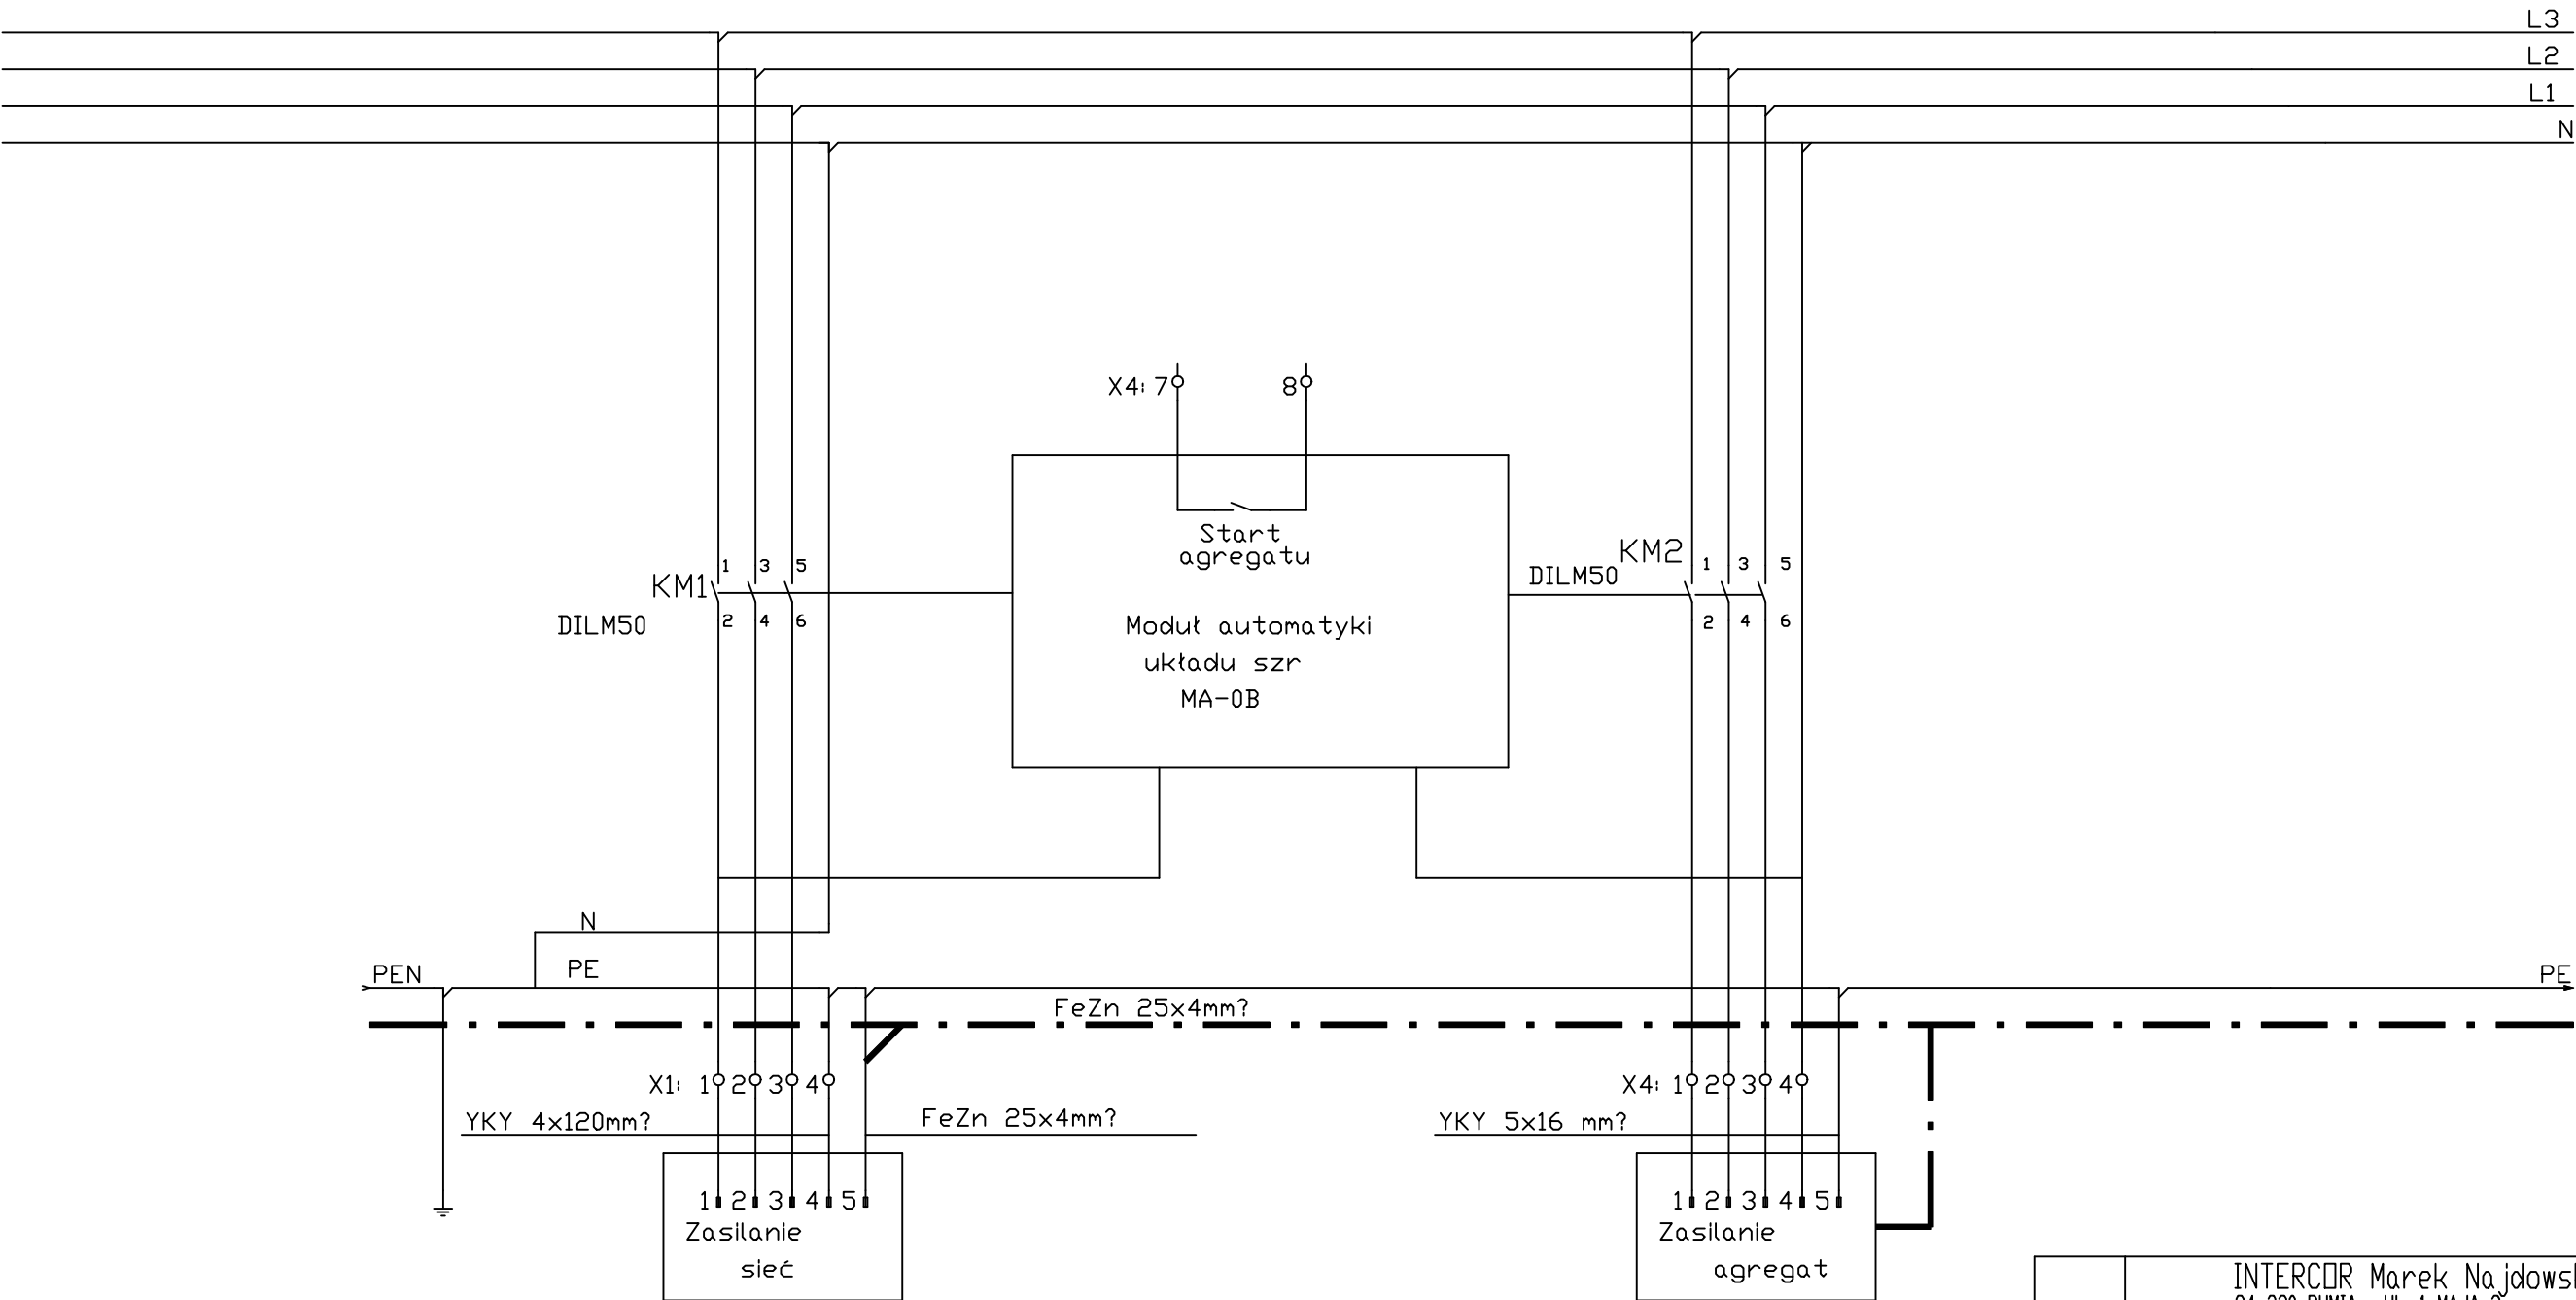 L3
L2
L1
N
X4: 7 8
Start
agregatu
KM1 1 3 5
DILM50 2 4 6
KM2 1 3 5
DILM50 2 4 6
Moduł automatyki
układu szr
MA-0B
N
PEN PE PE
FeZn 25x4mm?
X1: 1 2 3 4
X4: 1 2 3 4
YKY 4x120mm?
FeZn 25x4mm?
YKY 5x16 mm?
1 2 3 4 5
Zasilanie
sieć
1 2 3 4 5
Zasilanie
agregat
INTERCOR Marek Najdows